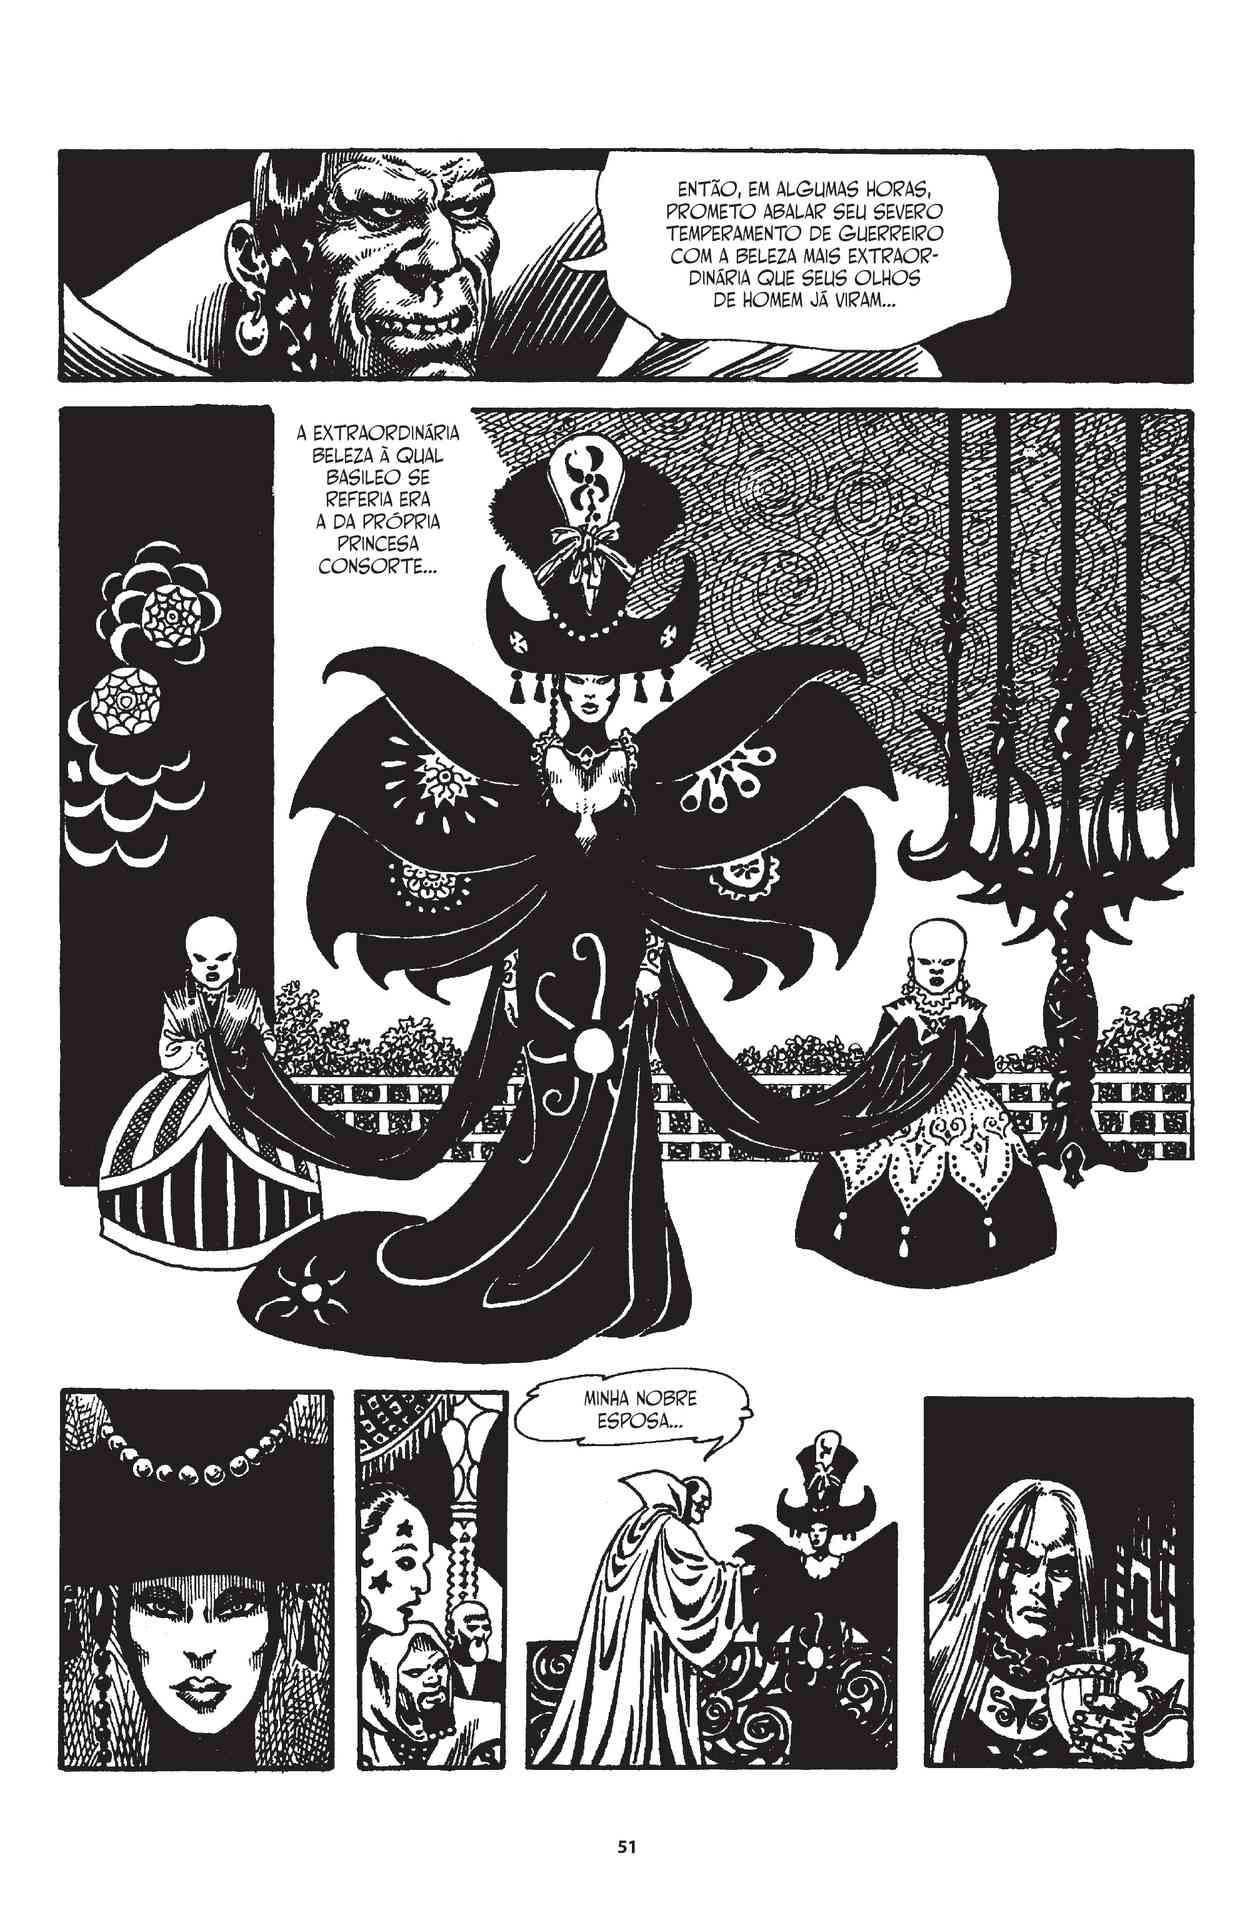 ENTÃO, EM ALGUMAS HORAS,
PROMETO ABALAR SEU SEVERO
TEMPERAMENTO DE GUERREIRO
COM A BELEZA MAIS EXTRAOR-
DINÁRIA QUE SEUS OLHOS
DE HOMEM JÁ VIRAM...
A EXTRAORDINÁRIA
BELEZA À QUAL
BASILEO SE
REFERIA ERA
A DA PRÓPRIA
PRINCESA
CONSORTE...
MINHA NOBRE
ESPOSA...
51